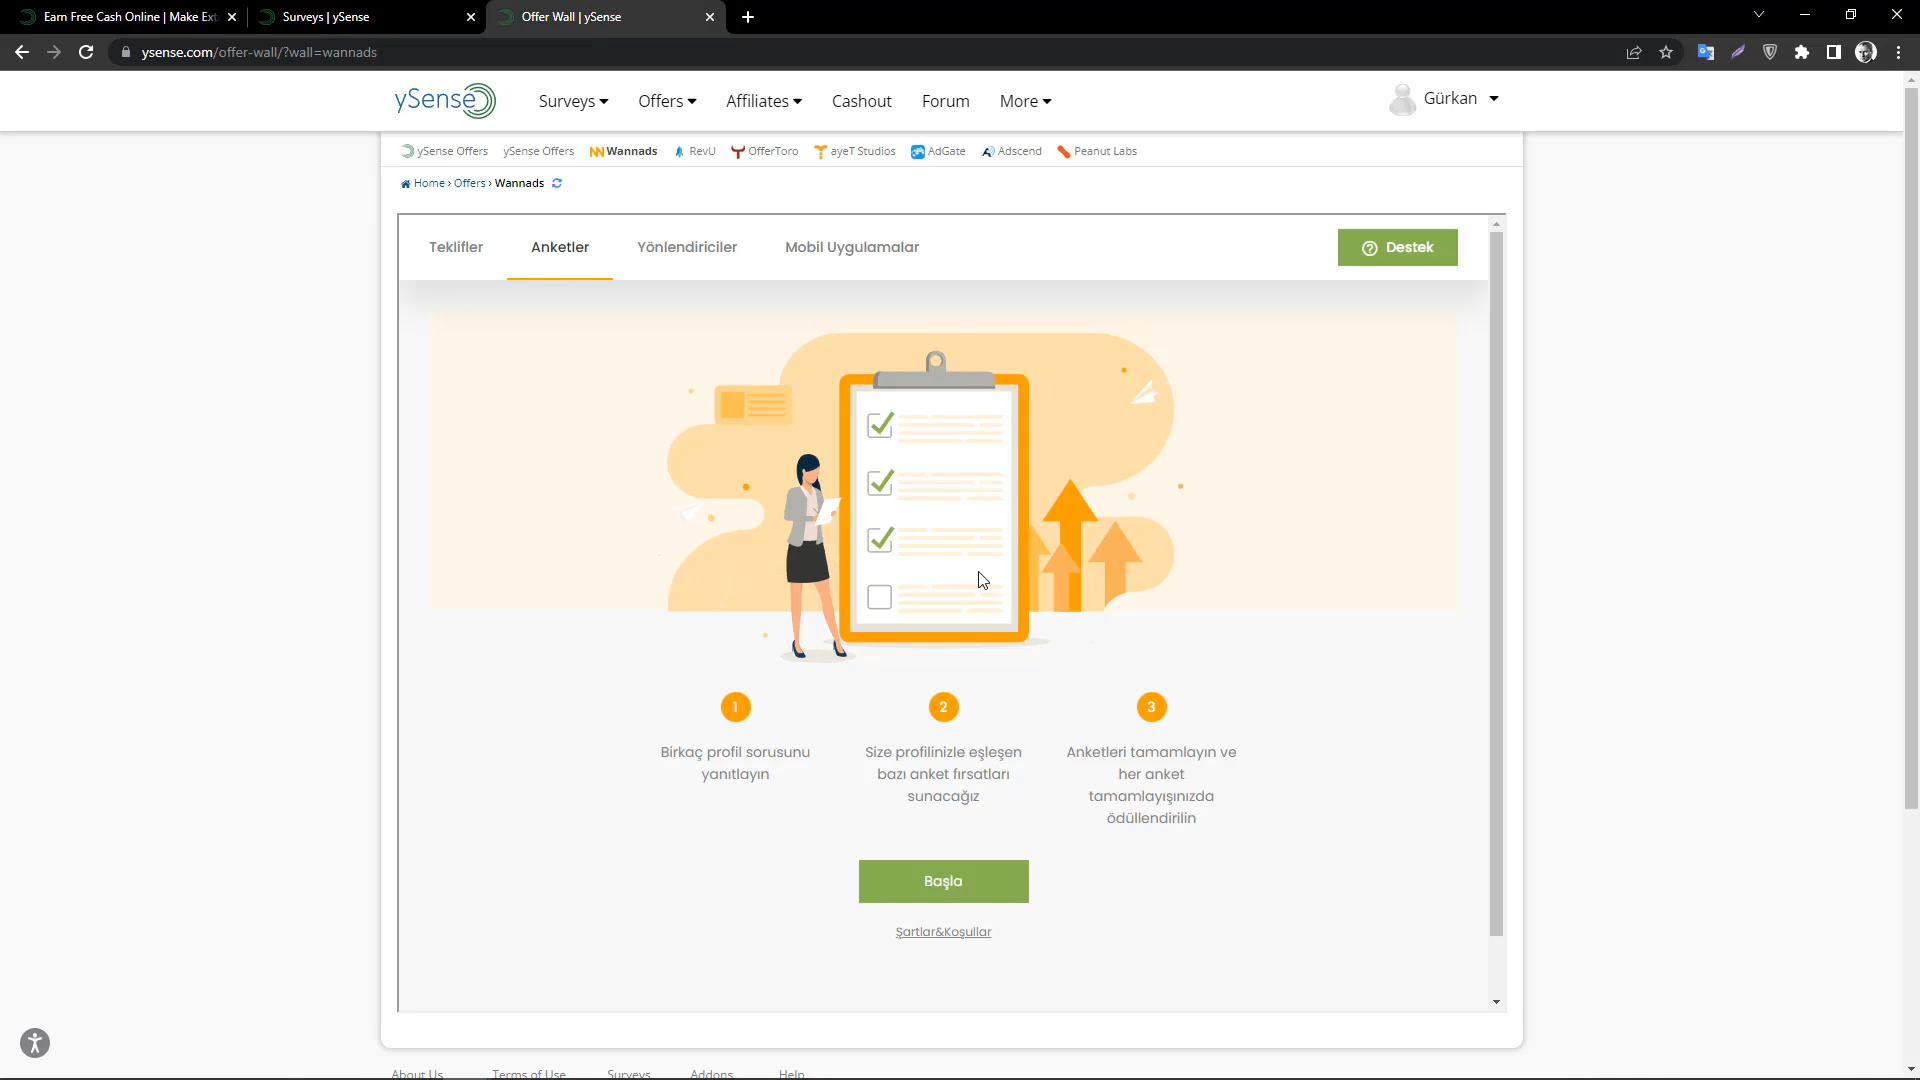 Earn Free Cash Online | Make Ext
Surveys | ySense
Offer Wall | ySense
ysense.com/offer-wall/?wall=wannads
ySense
Surveys
Offers
Affiliates
Cashout
Forum
More
Gürkan
ySense Offers
ySense Offers
Wannads
RevU
OfferToro
ayeT Studios
AdGate
Adscend
Peanut Labs
Home › Offers › Wannads
Teklifler
Anketler
Yönlendiriciler
Mobil Uygulamalar
Destek
1
Birkaç profil sorusunu
yanıtlayın
2
Size profilinizle eşleşen
bazı anket fırsatları
sunacağız
3
Anketleri tamamlayın ve
her anket
tamamlayışınızda
ödüllendirilin
Başla
Şartlar&Koşullar
About Us
Terms of Use
Surveys
Addons
Help